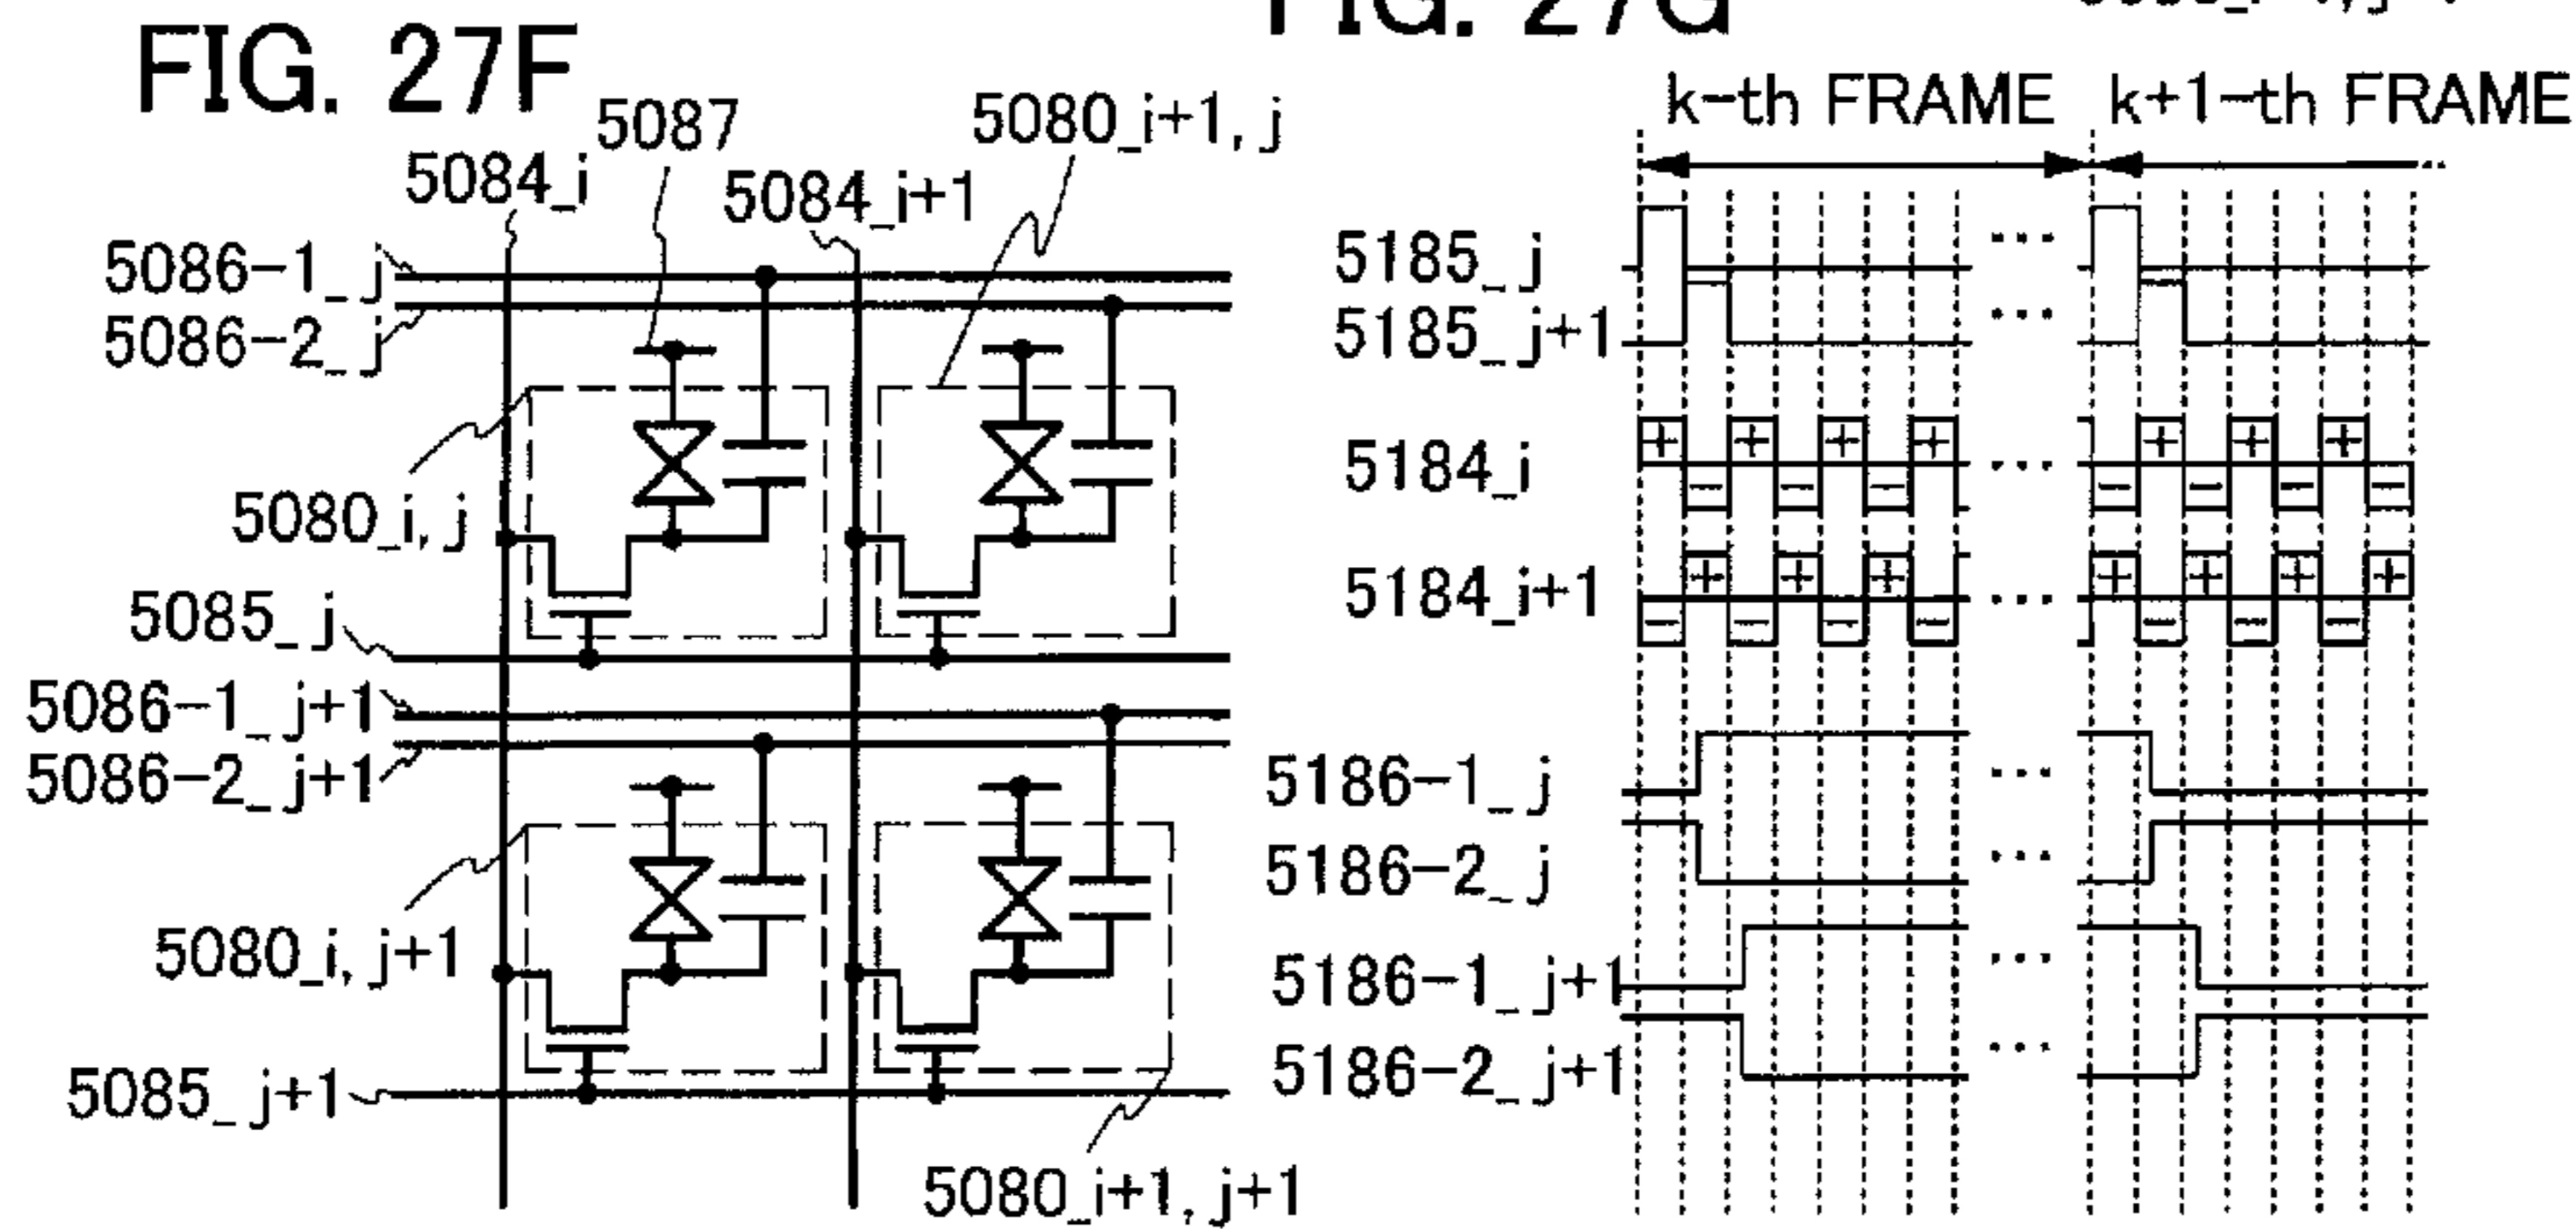 FIG. 27F
FIG. 27G
5087
5080_i+1, j
5084_i
5084_i+1
5086-1_j
5086-2_j
5080_i, j
5085_j
5086-1_j+1
5086-2_j+1
5080_i, j+1
5085_j+1
5080_i+1, j+1
k-th FRAME
k+1-th FRAME
5185_j
...
5185_j+1
...
5184_i
+ + + + ... + + +
− − − − − − −
5184_i+1
+ + + ... + + + +
− − − − − − −
5186-1_j
...
5186-2_j
...
5186-1_j+1
...
5186-2_j+1
...